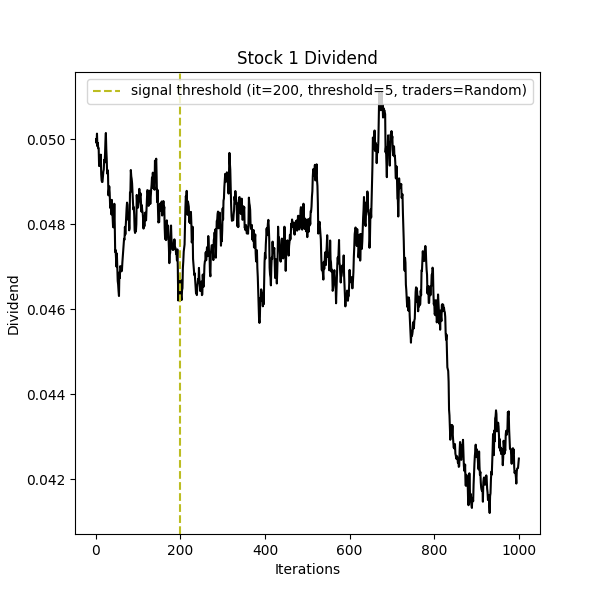 Stock 1 Dividend
signal threshold (it=200, threshold=5, traders=Random)
0.050
0.048
0.046
0.044
0.042
Dividend
0 200 400 600 800 1000
Iterations